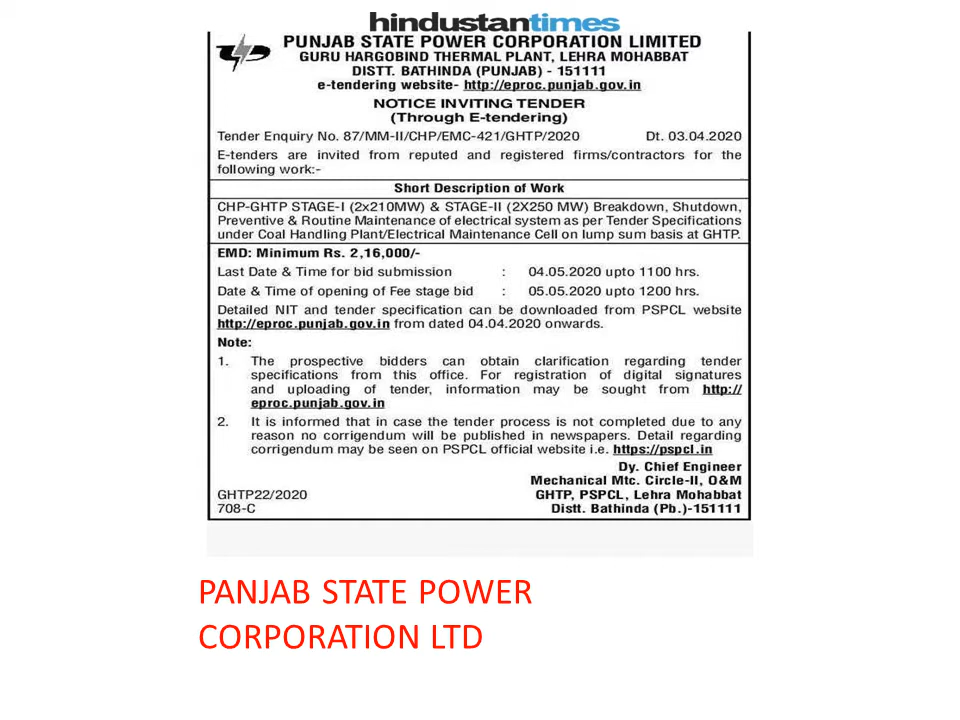 hindustantimes
PUNJAB STATE POWER CORPORATION LIMITED
GURU HARGOBIND THERMAL PLANT, LEHRA MOHABBAT
DISTT. BATHINDA (PUNJAB) - 151111
e-tendering website- http://eproc.punjab.gov.in
NOTICE INVITING TENDER
(Through E-tendering)
Tender Enquiry No. 87/MM-II/CHP/EMC-421/GHTP/2020 Dt. 03.04.2020
E-tenders are invited from reputed and registered firms/contractors for the
following work:-
Short Description of Work
CHP-GHTP STAGE-I (2x210MW) & STAGE-II (2X250 MW) Breakdown, Shutdown,
Preventive & Routine Maintenance of electrical system as per Tender Specifications
under Coal Handling Plant/Electrical Maintenance Cell on lump sum basis at GHTP.
EMD: Minimum Rs. 2,16,000/-
Last Date & Time for bid submission : 04.05.2020 upto 1100 hrs.
Date & Time of opening of Fee stage bid : 05.05.2020 upto 1200 hrs.
Detailed NIT and tender specification can be downloaded from PSPCL website
http://eproc.punjab.gov.in from dated 04.04.2020 onwards.
Note:
1. The prospective bidders can obtain clarification regarding tender
specifications from this office. For registration of digital signatures
and uploading of tender, information may be sought from http://
eproc.punjab.gov.in
2. It is informed that in case the tender process is not completed due to any
reason no corrigendum will be published in newspapers. Detail regarding
corrigendum may be seen on PSPCL official website i.e. https://pspcl.in
Dy. Chief Engineer
Mechanical Mtc. Circle-II, O&M
GHTP22/2020 GHTP, PSPCL, Lehra Mohabbat
708-C Distt. Bathinda (Pb.)-151111
PANJAB STATE POWER
CORPORATION LTD